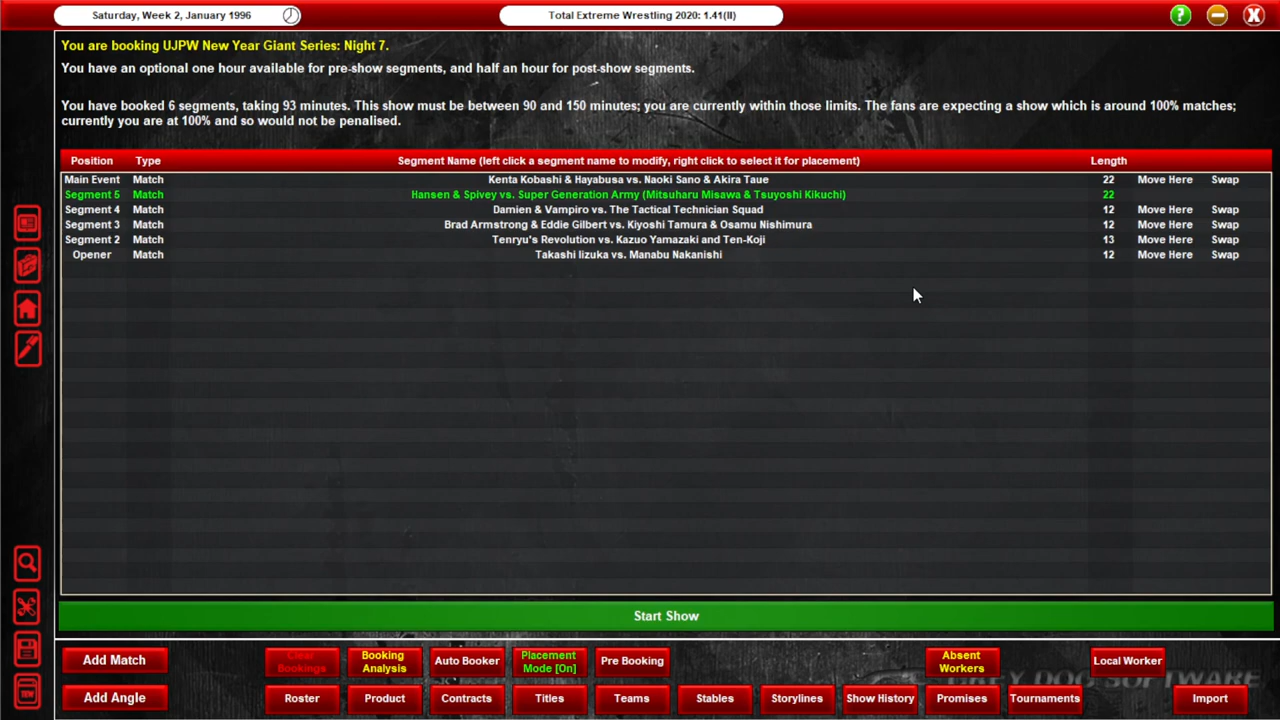 Saturday, Week 2, January 1996
Total Extreme Wrestling 2020: 1.41(II)
You are booking UJPW New Year Giant Series: Night 7.
You have an optional one hour available for pre-show segments, and half an hour for post-show segments.
You have booked 6 segments, taking 93 minutes. This show must be between 90 and 150 minutes; you are currently within those limits. The fans are expecting a show which is around 100% matches;
currently you are at 100% and so would not be penalised.
Position Type Segment Name (left click a segment name to modify, right click to select it for placement) Length
Main Event Match Kenta Kobashi & Hayabusa vs. Naoki Sano & Akira Taue 22 Move Here Swap
Segment 5 Match Hansen & Spivey vs. Super Generation Army (Mitsuharu Misawa & Tsuyoshi Kikuchi) 22
Segment 4 Match Damien & Vampiro vs. The Tactical Technician Squad 12 Move Here Swap
Segment 3 Match Brad Armstrong & Eddie Gilbert vs. Kiyoshi Tamura & Osamu Nishimura 12 Move Here Swap
Segment 2 Match Tenryu's Revolution vs. Kazuo Yamazaki and Ten-Koji 13 Move Here Swap
Opener Match Takashi Iizuka vs. Manabu Nakanishi 12 Move Here Swap
Start Show
Add Match Clear Bookings Booking Analysis Auto Booker Placement Mode [On] Pre Booking Absent Workers Local Worker
GREY DOG SOFTWARE
Add Angle Roster Product Contracts Titles Teams Stables Storylines Show History Promises Tournaments Import